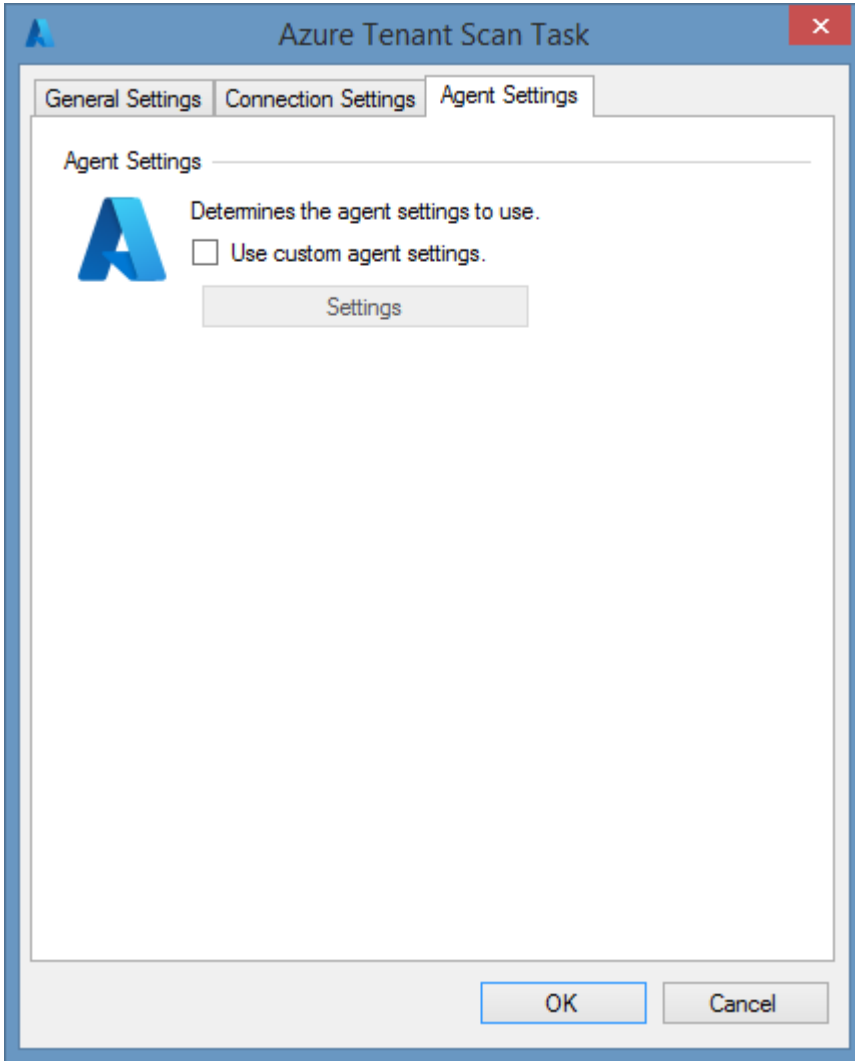 Azure Tenant Scan Task
General Settings Connection Settings Agent Settings
Agent Settings
Determines the agent settings to use.
Use custom agent settings.
Settings
OK Cancel